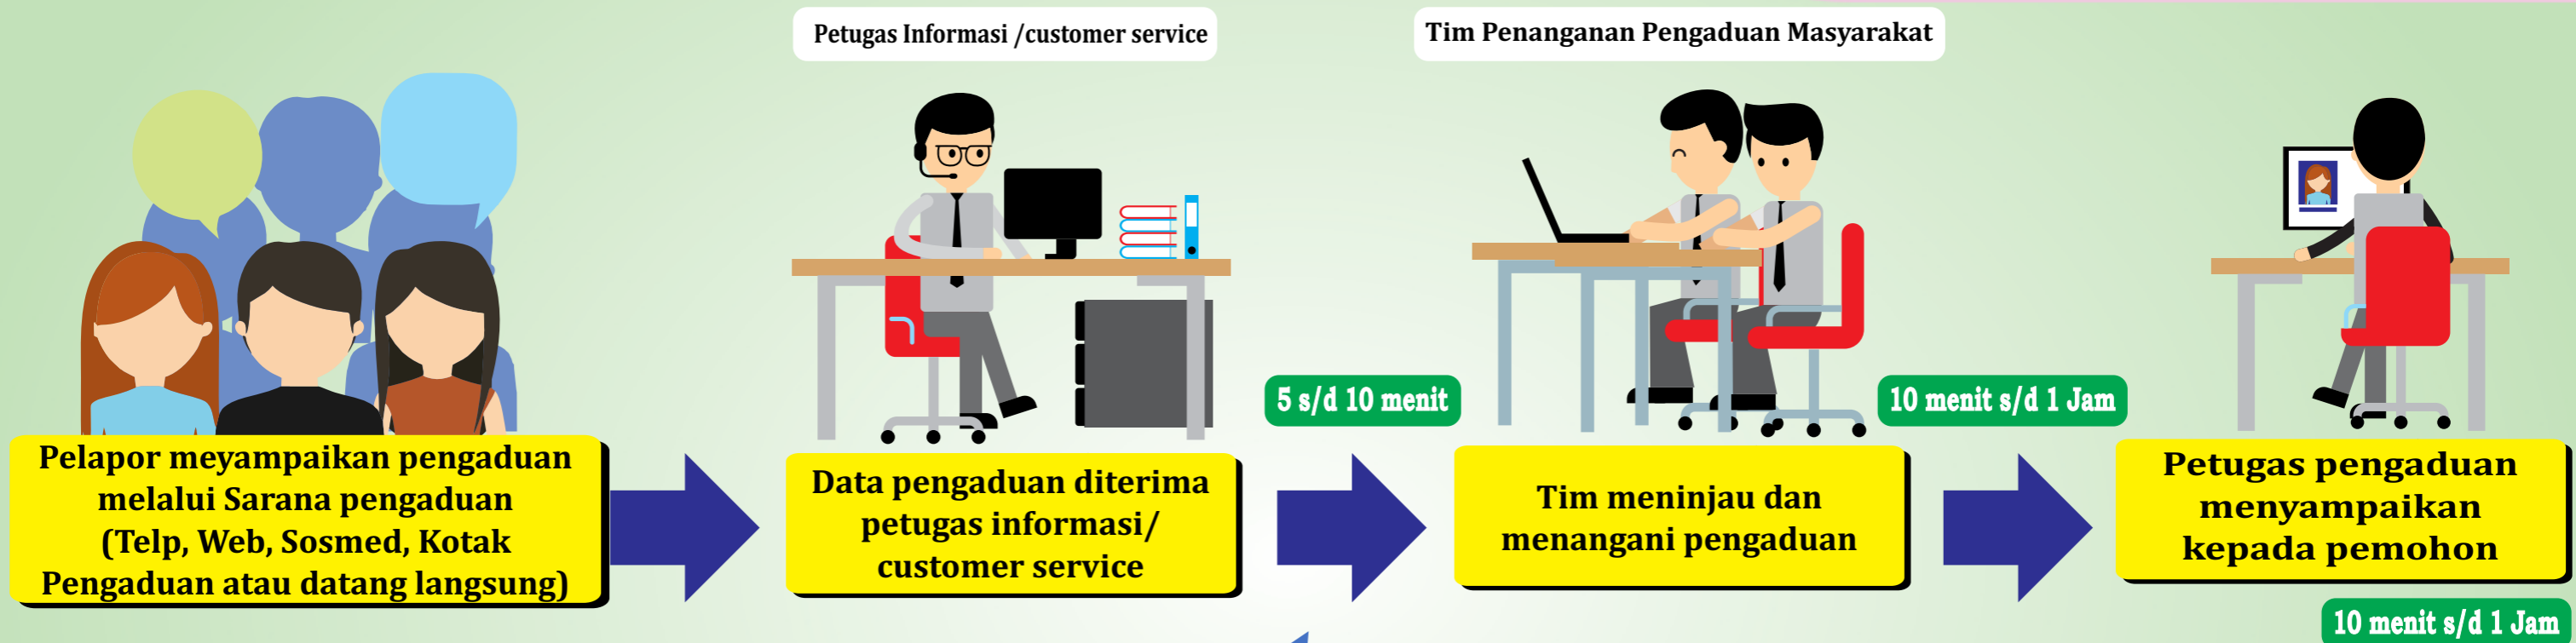 Petugas Informasi /customer service
Tim Penanganan Pengaduan Masyarakat
5 s/d 10 menit
10 menit s/d 1 Jam
Pelapor meyampaikan pengaduan
melalui Sarana pengaduan
(Telp, Web, Sosmed, Kotak
Pengaduan atau datang langsung)
Data pengaduan diterima
petugas informasi/
customer service
Tim meninjau dan
menangani pengaduan
Petugas pengaduan
menyampaikan
kepada pemohon
10 menit s/d 1 Jam